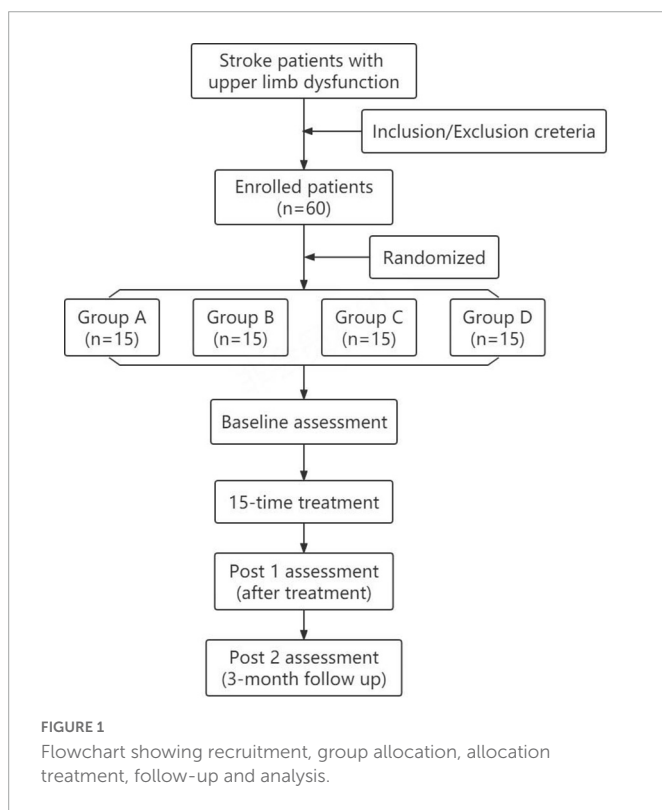 Stroke patients with
upper limb dysfunction
Inclusion/Exclusion creteria
Enrolled patients
(n=60)
Randomized
Group A
(n=15)
Group B
(n=15)
Group C
(n=15)
Group D
(n=15)
Baseline assessment
15-time treatment
Post 1 assessment
(after treatment)
Post 2 assessment
(3-month follow up)
FIGURE 1
Flowchart showing recruitment, group allocation, allocation
treatment, follow-up and analysis.